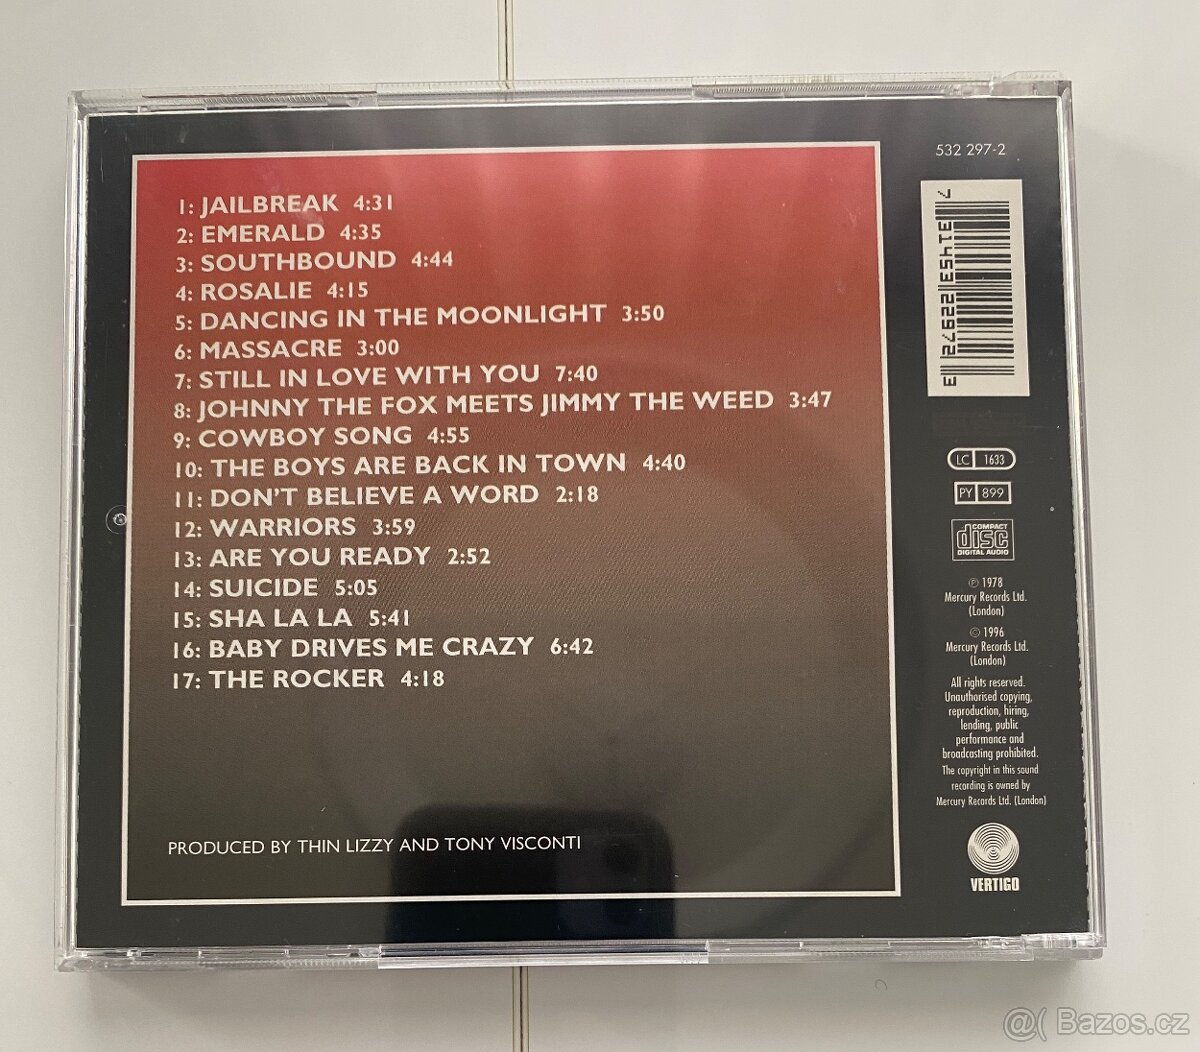 1: JAILBREAK 4:31
2: EMERALD 4:35
3: SOUTHBOUND 4:44
4: ROSALIE 4:15
5: DANCING IN THE MOONLIGHT 3:50
6: MASSACRE 3:00
7: STILL IN LOVE WITH YOU 7:40
8: JOHNNY THE FOX MEETS JIMMY THE WEED 3:47
9: COWBOY SONG 4:55
10: THE BOYS ARE BACK IN TOWN 4:40
11: DON'T BELIEVE A WORD 2:18
12: WARRIORS 3:59
13: ARE YOU READY 2:52
14: SUICIDE 5:05
15: SHA LA LA 5:41
16: BABY DRIVES ME CRAZY 6:42
17: THE ROCKER 4:18
PRODUCED BY THIN LIZZY AND TONY VISCONTI
532 297-2
7 31453 22972 3
LC 1633
PY 899
COMPACT
disc
DIGITAL AUDIO
℗ 1978
Mercury Records Ltd.
(London)
© 1996
Mercury Records Ltd.
(London)
All rights reserved.
Unauthorised copying,
reproduction, hiring,
lending, public
performance and
broadcasting prohibited.
The copyright in this sound
recording is owned by
Mercury Records Ltd. (London)
VERTIGO
@( Bazos.cz